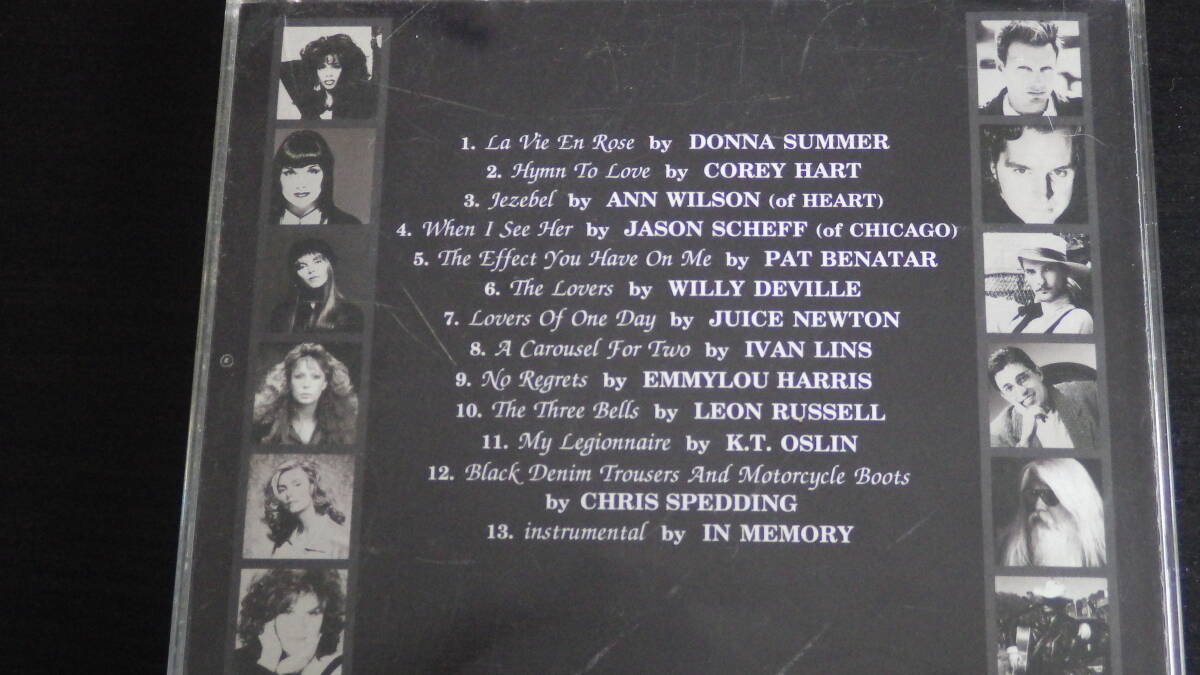 1. La Vie En Rose by DONNA SUMMER
2. Hymn To Love by COREY HART
3. Jezebel by ANN WILSON (of HEART)
4. When I See Her by JASON SCHEFF (of CHICAGO)
5. The Effect You Have On Me by PAT BENATAR
6. The Lovers by WILLY DEVILLE
7. Lovers Of One Day by JUICE NEWTON
8. A Carousel For Two by IVAN LINS
9. No Regrets by EMMYLOU HARRIS
10. The Three Bells by LEON RUSSELL
11. My Legionnaire by K.T. OSLIN
12. Black Denim Trousers And Motorcycle Boots
by CHRIS SPEDDING
13. instrumental by IN MEMORY